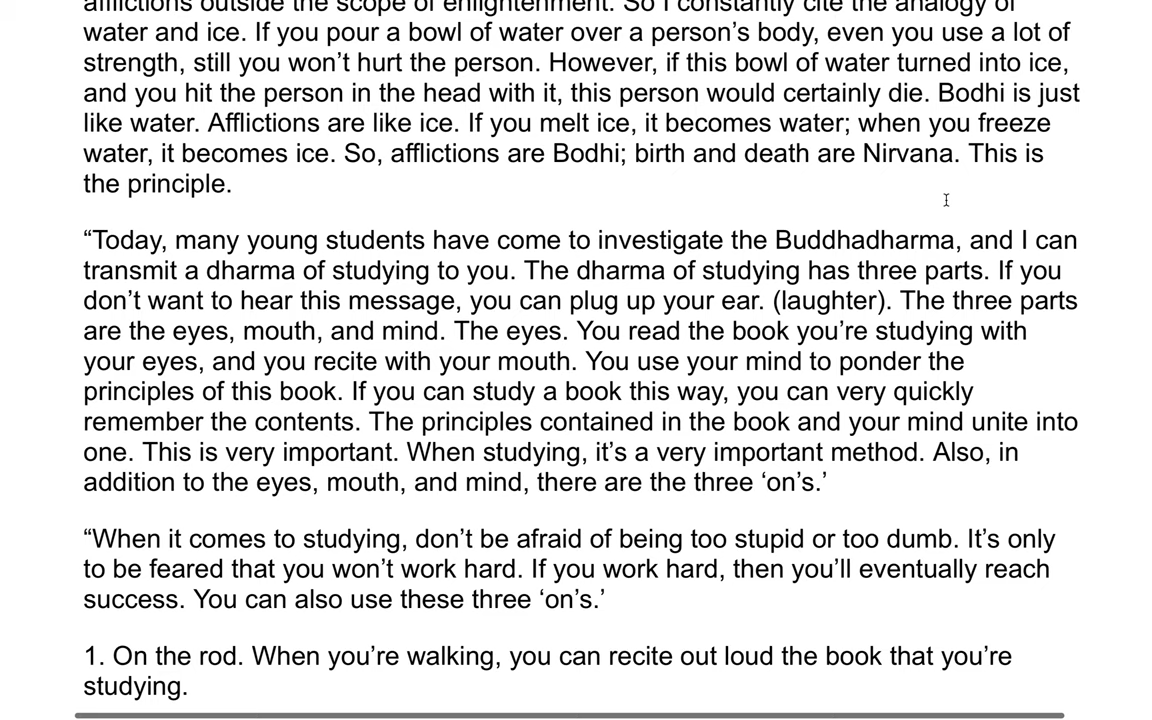 afflictions outside the scope of enlightenment. So I constantly cite the analogy of
water and ice. If you pour a bowl of water over a person’s body, even you use a lot of
strength, still you won’t hurt the person. However, if this bowl of water turned into ice,
and you hit the person in the head with it, this person would certainly die. Bodhi is just
like water. Afflictions are like ice. If you melt ice, it becomes water; when you freeze
water, it becomes ice. So, afflictions are Bodhi; birth and death are Nirvana. This is
the principle.
“Today, many young students have come to investigate the Buddhadharma, and I can
transmit a dharma of studying to you. The dharma of studying has three parts. If you
don’t want to hear this message, you can plug up your ear. (laughter). The three parts
are the eyes, mouth, and mind. The eyes. You read the book you’re studying with
your eyes, and you recite with your mouth. You use your mind to ponder the
principles of this book. If you can study a book this way, you can very quickly
remember the contents. The principles contained in the book and your mind unite into
one. This is very important. When studying, it’s a very important method. Also, in
addition to the eyes, mouth, and mind, there are the three ‘on’s.’
“When it comes to studying, don’t be afraid of being too stupid or too dumb. It’s only
to be feared that you won’t work hard. If you work hard, then you’ll eventually reach
success. You can also use these three ‘on’s.’
1. On the rod. When you’re walking, you can recite out loud the book that you’re
studying.